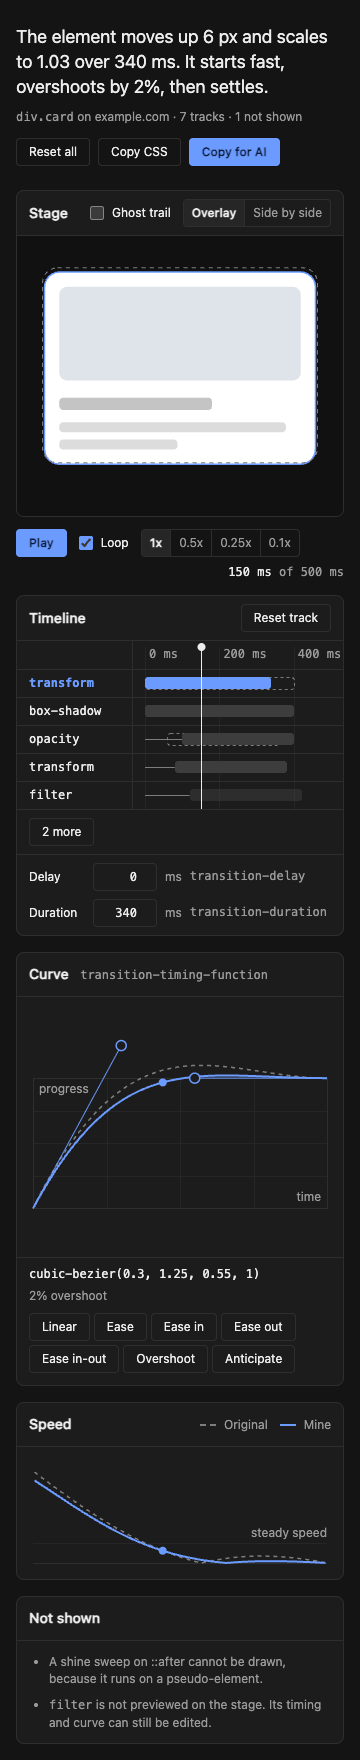 The element moves up 6 px and scales
to 1.03 over 340 ms. It starts fast,
overshoots by 2%, then settles.
div.card on example.com · 7 tracks · 1 not shown
Reset all Copy CSS Copy for AI
Stage Ghost trail Overlay Side by side
Play Loop 1x 0.5x 0.25x 0.1x
150 ms of 500 ms
Timeline Reset track
0 ms 200 ms 400 ms
transform
box-shadow
opacity
transform
filter
2 more
Delay 0 ms transition-delay
Duration 340 ms transition-duration
Curve transition-timing-function
progress
time
cubic-bezier(0.3, 1.25, 0.55, 1)
2% overshoot
Linear Ease Ease in Ease out
Ease in-out Overshoot Anticipate
Speed Original Mine
steady speed
Not shown
• A shine sweep on ::after cannot be drawn,
because it runs on a pseudo-element.
• filter is not previewed on the stage. Its timing
and curve can still be edited.